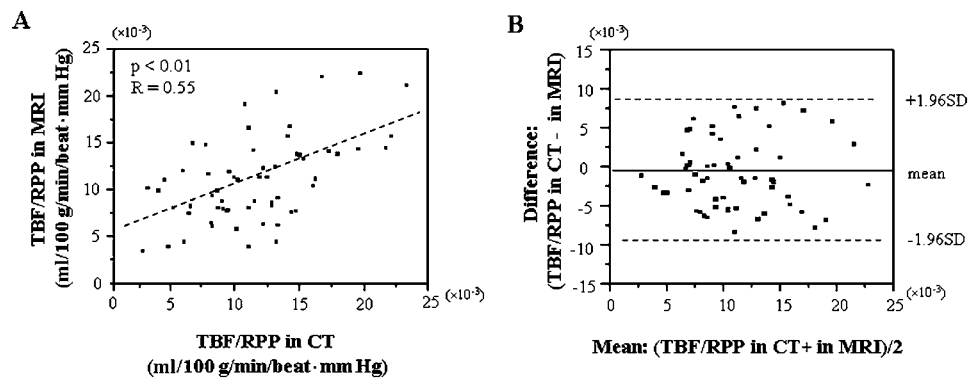 A
(×10⁻³)
TBF/RPP in MRI
(ml/100 g/min/beat·mm Hg)
25
20
15
10
5
0
p < 0.01
R = 0.55
0
5
10
15
20
25
(×10⁻³)
TBF/RPP in CT
(ml/100 g/min/beat·mm Hg)
B
(×10⁻³)
Difference:
(TBF/RPP in CT - in MRI)
15
10
5
0
-5
-10
-15
+1.96SD
mean
-1.96SD
0
5
10
15
20
25
(×10⁻³)
Mean: (TBF/RPP in CT+ in MRI)/2